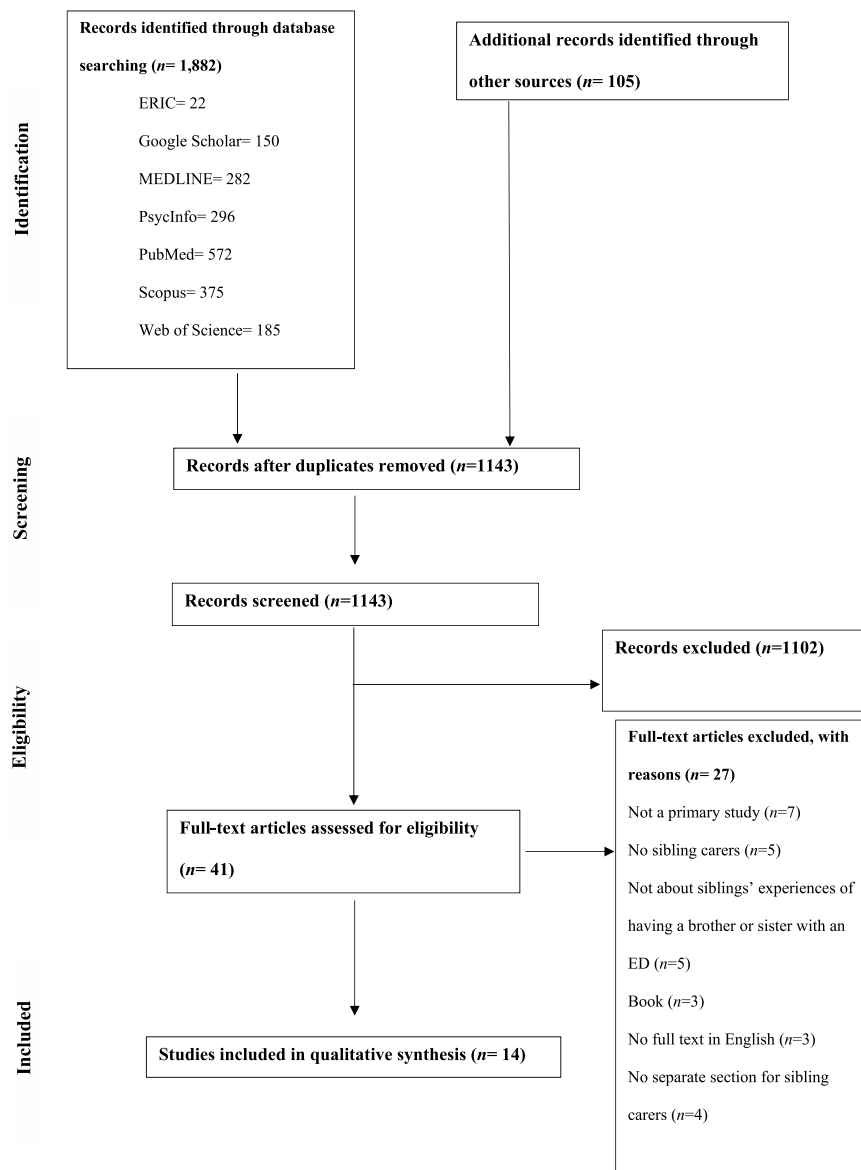 Records identified through database
searching (n= 1,882)
ERIC= 22
Google Scholar= 150
MEDLINE= 282
PsycInfo= 296
PubMed= 572
Scopus= 375
Web of Science= 185
Additional records identified through
other sources (n= 105)
Identification
Screening
Records after duplicates removed (n=1143)
Records screened (n=1143)
Records excluded (n=1102)
Eligibility
Full-text articles assessed for eligibility
(n= 41)
Full-text articles excluded, with
reasons (n= 27)
Not a primary study (n=7)
No sibling carers (n=5)
Not about siblings’ experiences of
having a brother or sister with an
ED (n=5)
Book (n=3)
No full text in English (n=3)
No separate section for sibling
carers (n=4)
Included
Studies included in qualitative synthesis (n= 14)